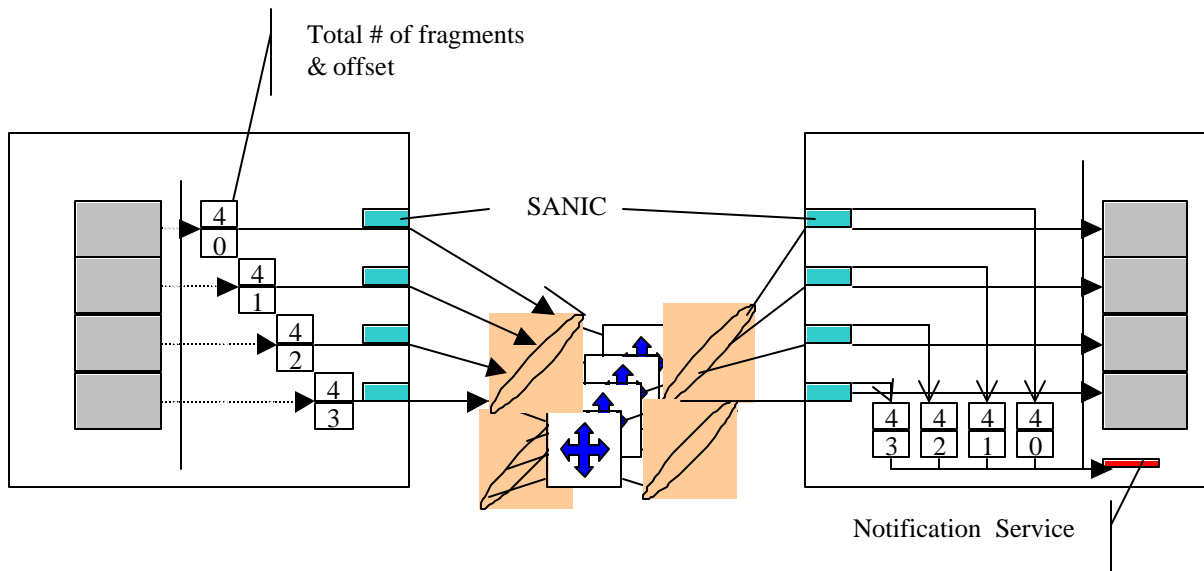 Total # of fragments
& offset
SANIC
4
0
4
1
4
2
4
3
4 4 4 4
3 2 1 0
Notification Service